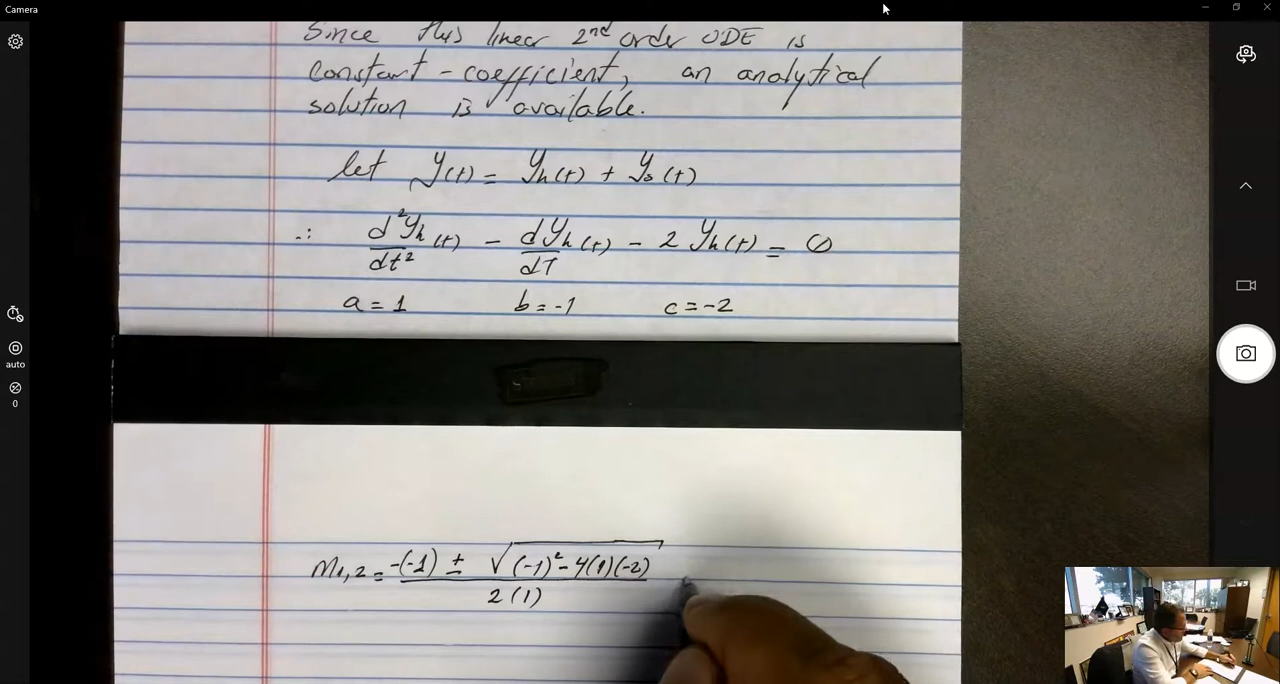 Camera
Since this linear 2nd order ODE is
constant-coefficient, an analytical
solution is available.
let y(t) = yh(t) + ys(t)
∴ d²yh(t)/dt² - dyh(t)/dT - 2 yh(t) = 0
a = 1 b = -1 c = -2
auto
0
m1,2 = -(-1) ± √(-1)² - 4(1)(-2) / 2(1)